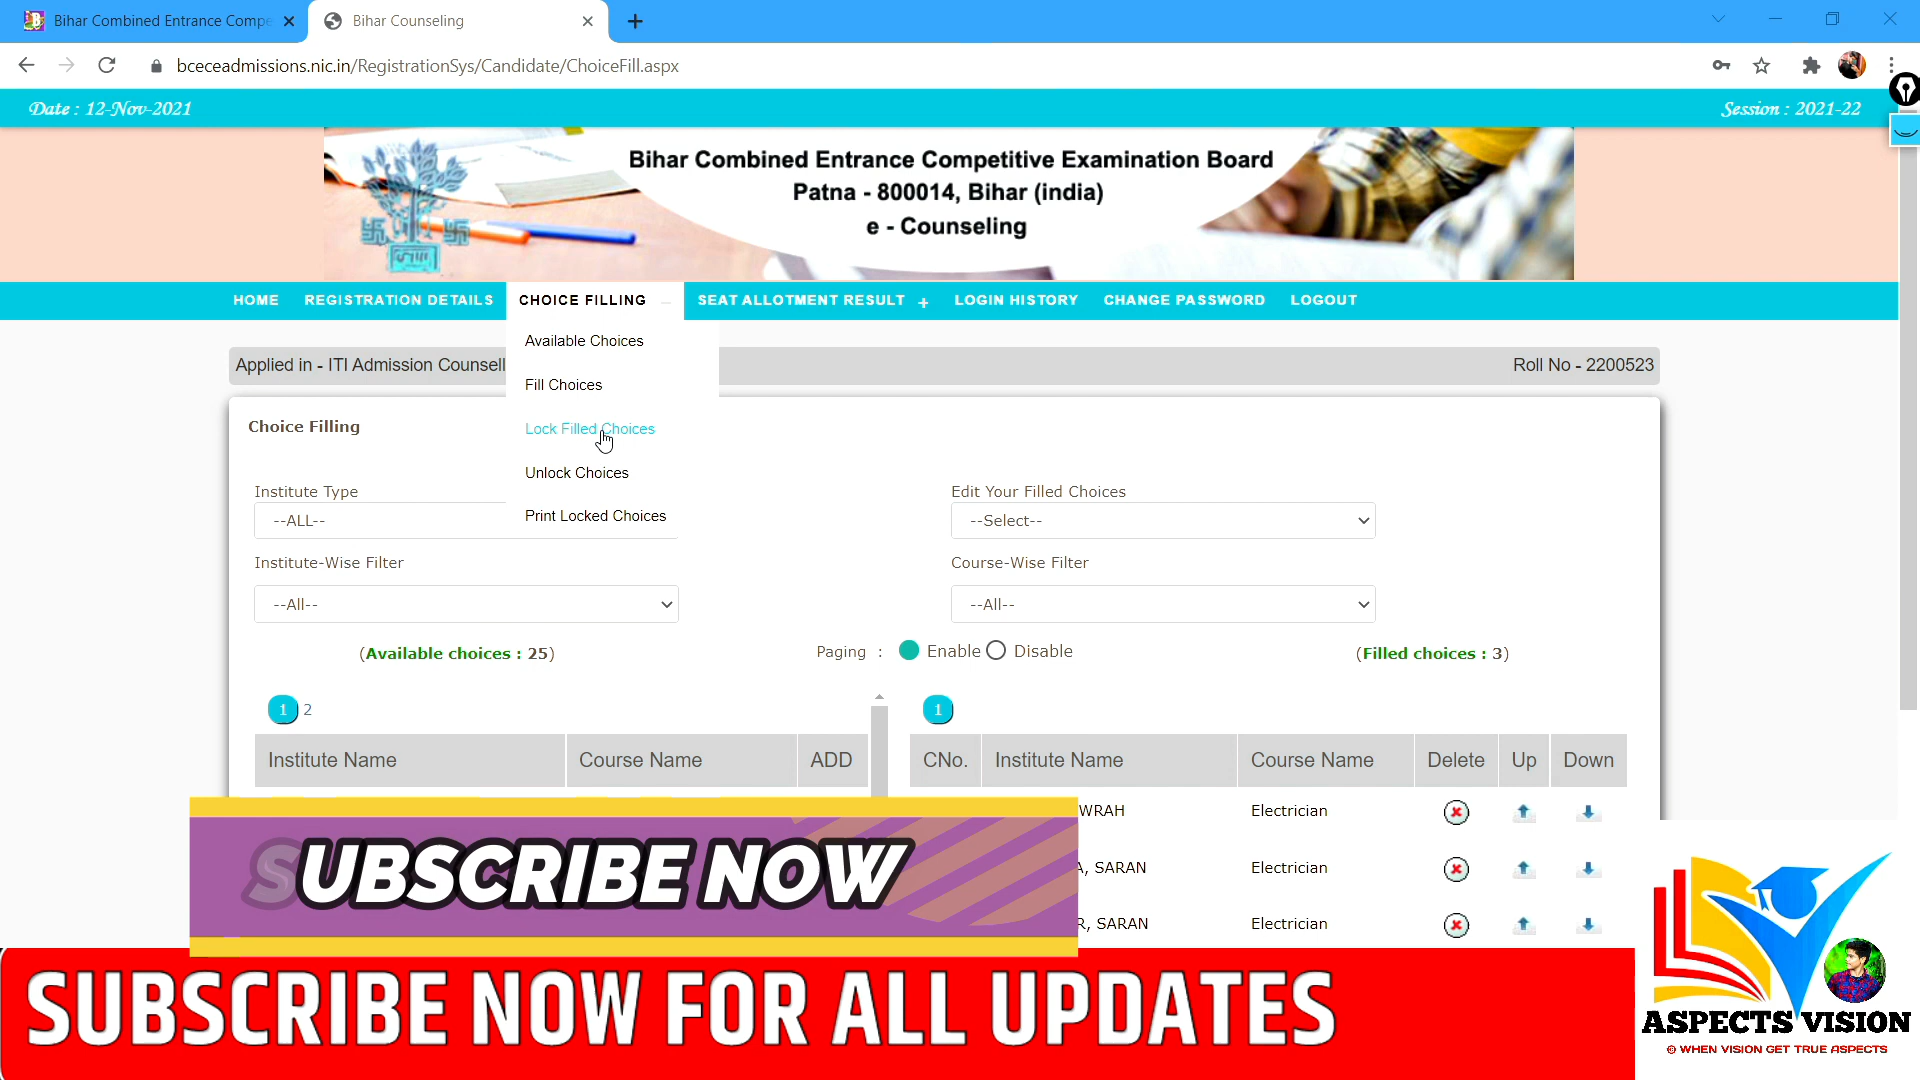 Bihar Combined Entrance Compe
Bihar Counseling
bceceadmissions.nic.in/RegistrationSys/Candidate/ChoiceFill.aspx
Date : 12-Nov-2021
Session : 2021-22
Bihar Combined Entrance Competitive Examination Board
Patna - 800014, Bihar (india)
e - Counseling
HOME REGISTRATION DETAILS CHOICE FILLING SEAT ALLOTMENT RESULT + LOGIN HISTORY CHANGE PASSWORD LOGOUT
Available Choices
Applied in - ITI Admission Counsell
Roll No - 2200523
Fill Choices
Choice Filling
Lock Filled Choices
Unlock Choices
Institute Type
Edit Your Filled Choices
--ALL--
Print Locked Choices
--Select--
Institute-Wise Filter
Course-Wise Filter
--All--
--All--
(Available choices : 25)
Paging : Enable Disable
(Filled choices : 3)
1 2
1
Institute Name Course Name ADD
CNo. Institute Name Course Name Delete Up Down
WRAH Electrician
, SARAN Electrician
R, SARAN Electrician
SUBSCRIBE NOW
SUBSCRIBE NOW FOR ALL UPDATES
ASPECTS VISION
© WHEN VISION GET TRUE ASPECTS